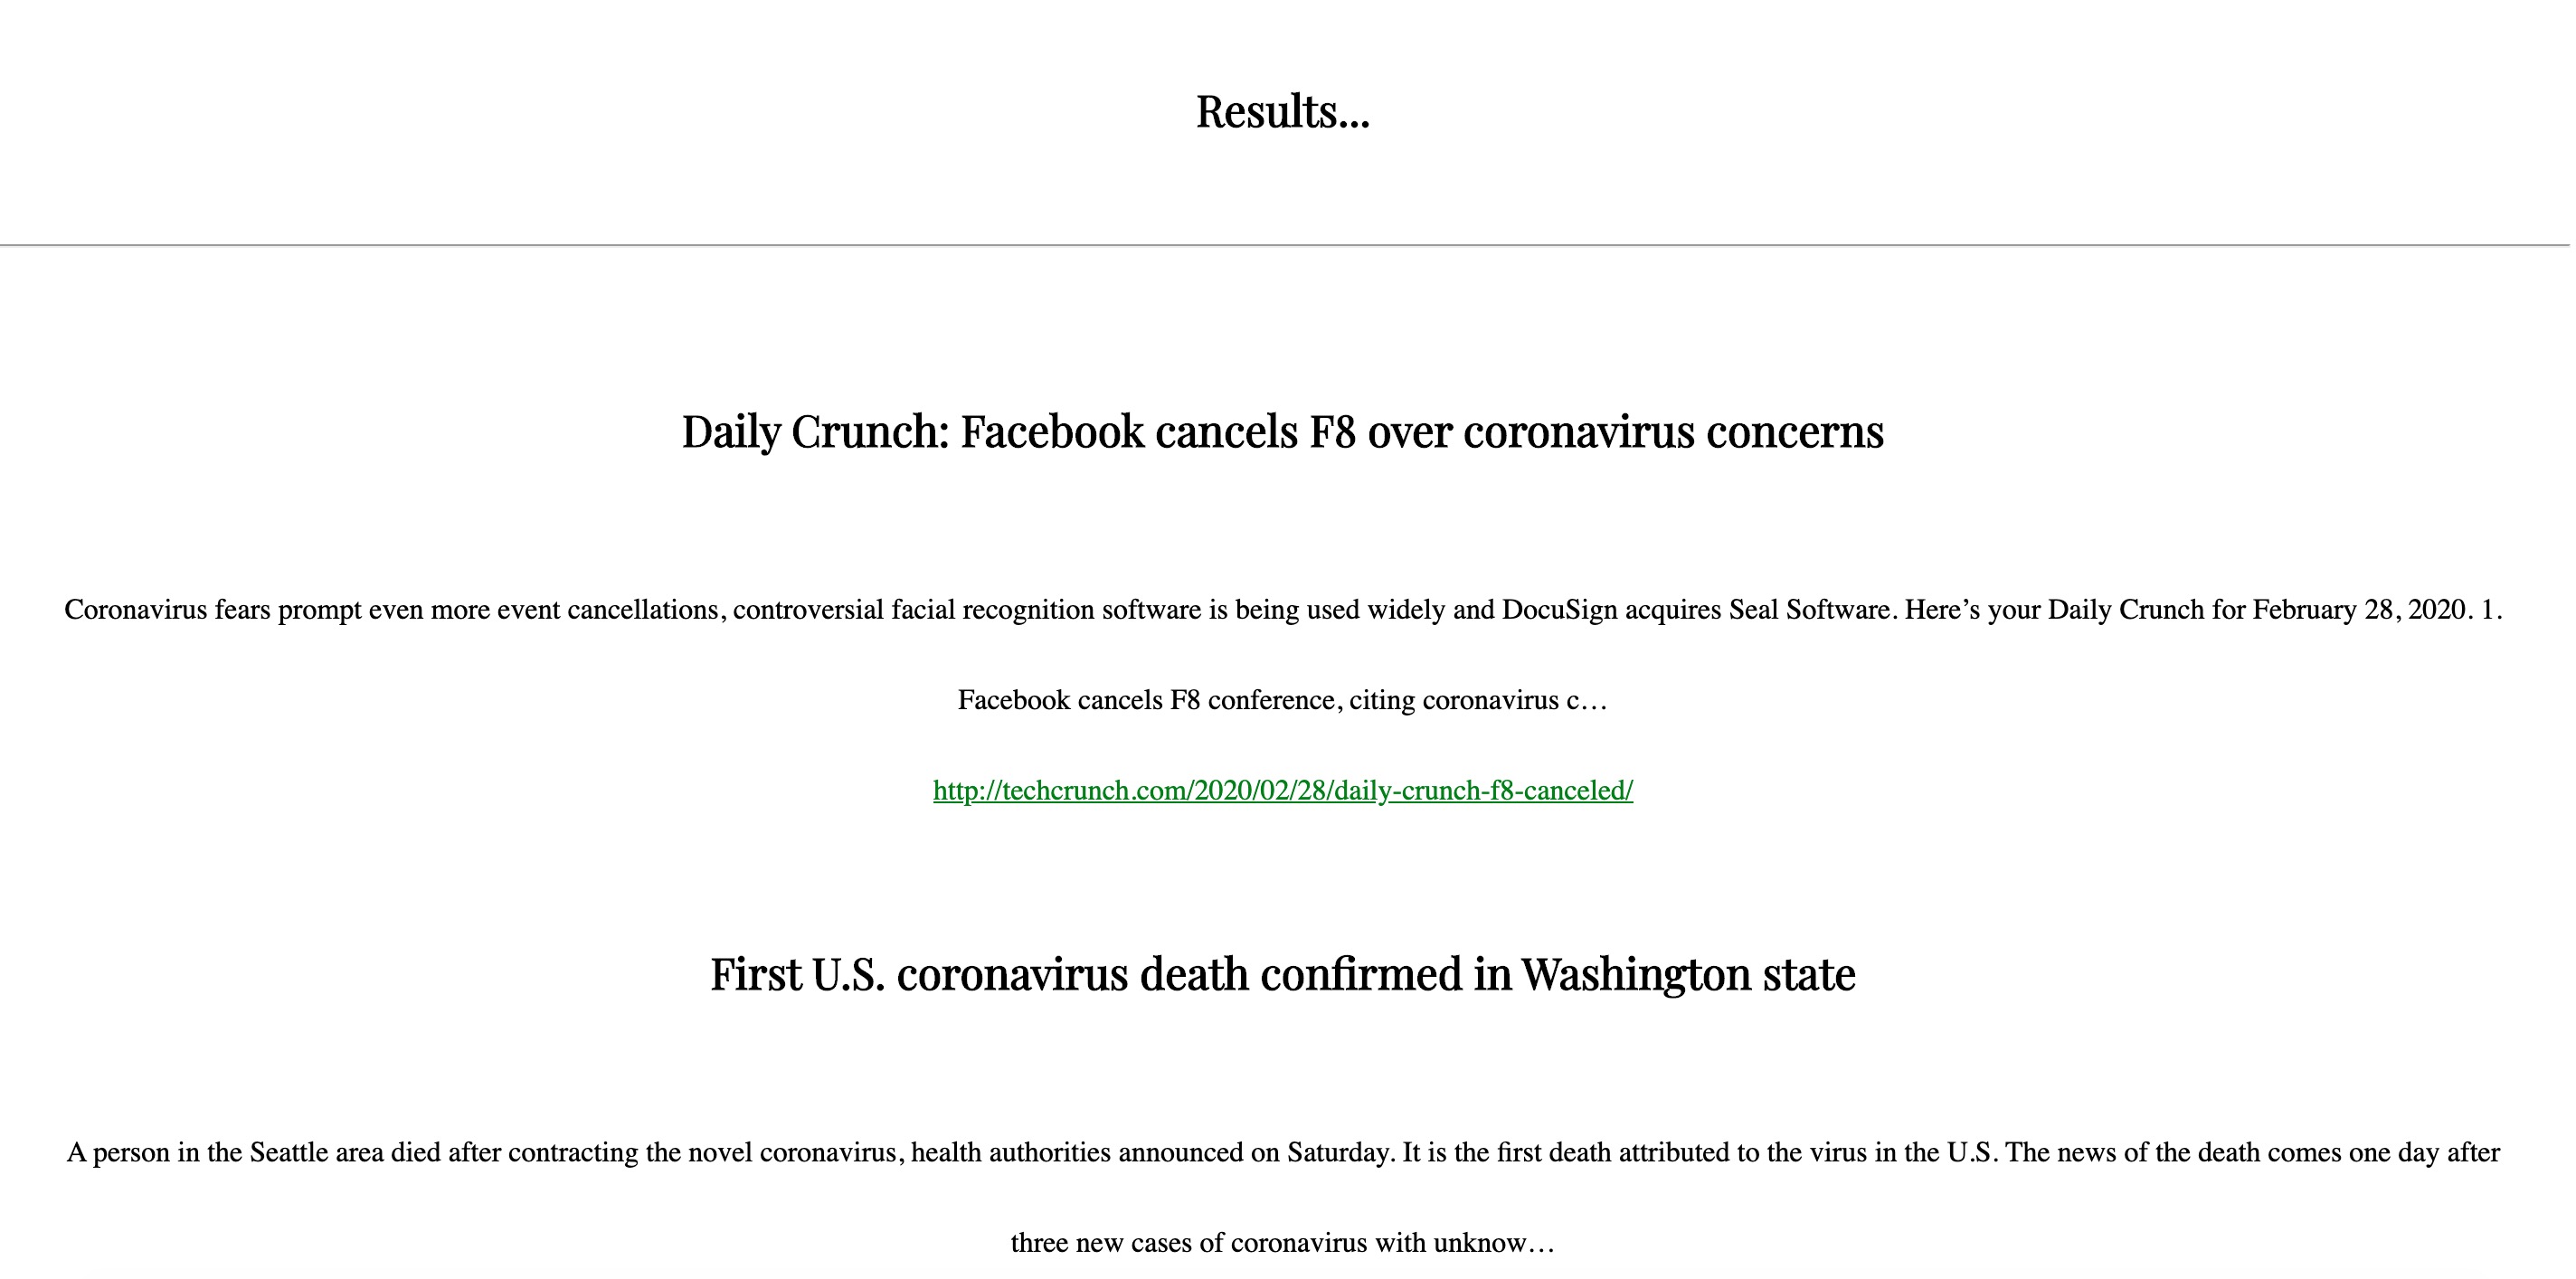 Results...
Daily Crunch: Facebook cancels F8 over coronavirus concerns
Coronavirus fears prompt even more event cancellations, controversial facial recognition software is being used widely and DocuSign acquires Seal Software. Here’s your Daily Crunch for February 28, 2020. 1.
Facebook cancels F8 conference, citing coronavirus c…
http://techcrunch.com/2020/02/28/daily-crunch-f8-canceled/
First U.S. coronavirus death confirmed in Washington state
A person in the Seattle area died after contracting the novel coronavirus, health authorities announced on Saturday. It is the first death attributed to the virus in the U.S. The news of the death comes one day after
three new cases of coronavirus with unknow…